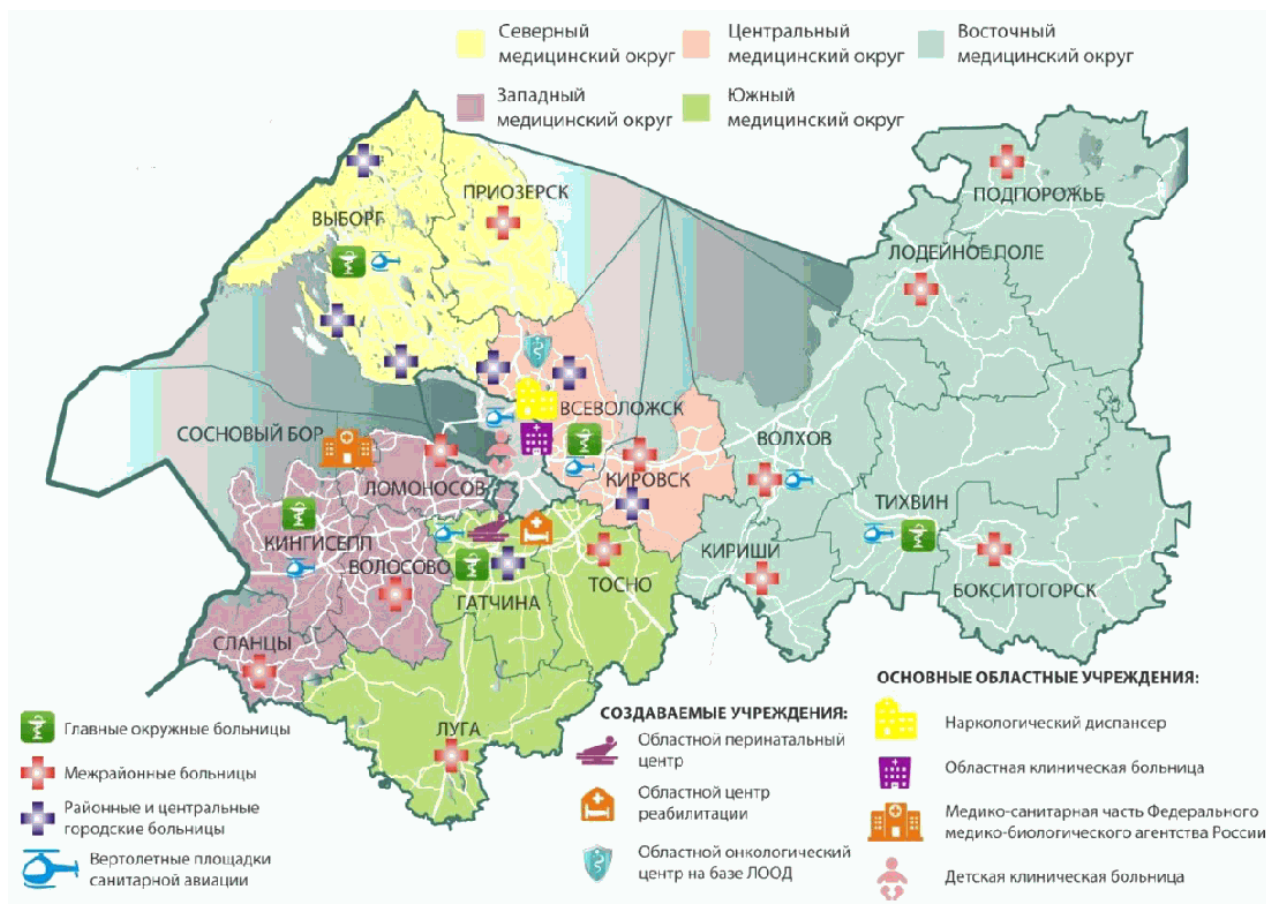 Северный
медицинский округ
Центральный
медицинский округ
Восточный
медицинский округ
Западный
медицинский округ
Южный
медицинский округ
ПОДПОРОЖЬЕ
ПРИОЗЕРСК
ВЫБОРГ
ЛОДЕЙНОЕ ПОЛЕ
ВСЕВОЛОЖСК
СОСНОВЫЙ БОР
ВОЛХОВ
КИРОВСК
ЛОМОНОСОВ
ТИХВИН
КИНГИСЕПП
КИРИШИ
ВОЛОСОВО
ТОСНО
БОКСИТОГОРСК
ГАТЧИНА
СЛАНЦЫ
ЛУГА
Главные окружные больницы
Межрайонные больницы
Районные и центральные
городские больницы
Вертолетные площадки
санитарной авиации
СОЗДАВАЕМЫЕ УЧРЕЖДЕНИЯ:
Областной перинатальный
центр
Областной центр
реабилитации
Областной онкологический
центр на базе ЛООД
ОСНОВНЫЕ ОБЛАСТНЫЕ УЧРЕЖДЕНИЯ:
Наркологический диспансер
Областная клиническая больница
Медико-санитарная часть Федерального
медико-биологического агентства России
Детская клиническая больница